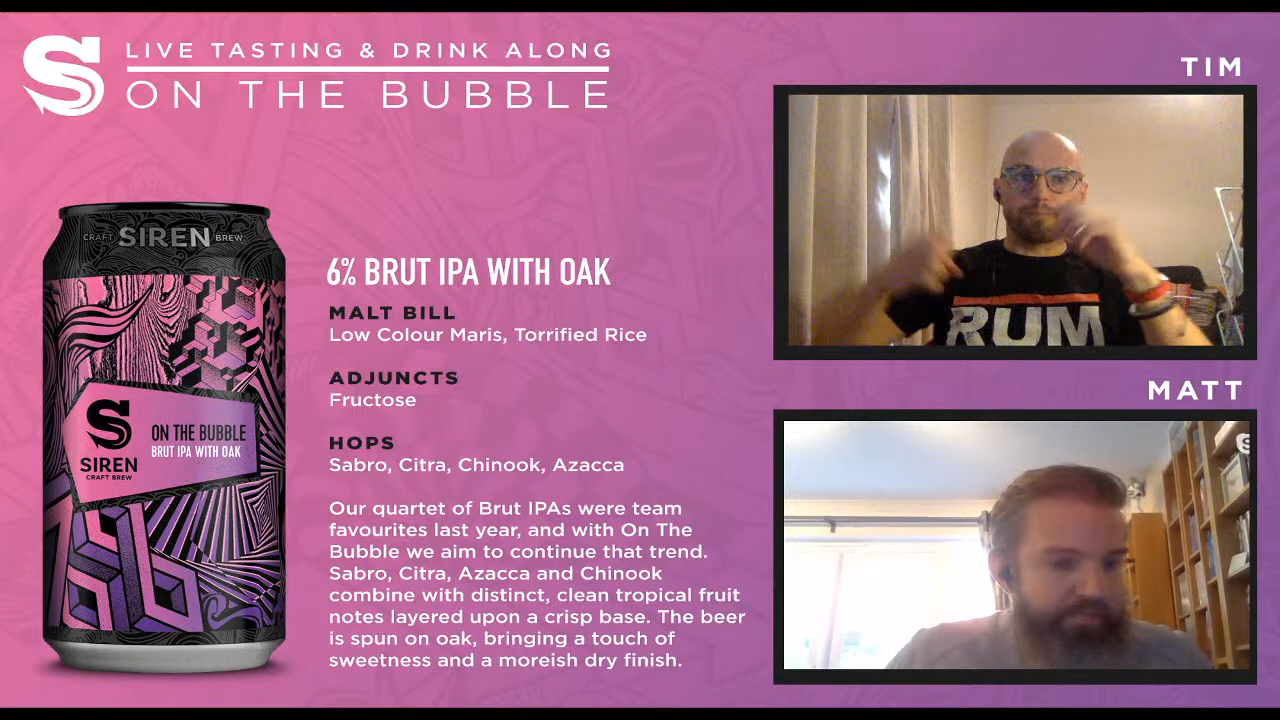 LIVE TASTING & DRINK ALONG
ON THE BUBBLE
TIM
CRAFT SIREN BREW
ON THE BUBBLE
BRUT IPA WITH OAK
SIREN
CRAFT BREW
6% BRUT IPA WITH OAK
MALT BILL
Low Colour Maris, Torrified Rice
ADJUNCTS
Fructose
HOPS
Sabro, Citra, Chinook, Azacca
Our quartet of Brut IPAs were team
favourites last year, and with On The
Bubble we aim to continue that trend.
Sabro, Citra, Azacca and Chinook
combine with distinct, clean tropical fruit
notes layered upon a crisp base. The beer
is spun on oak, bringing a touch of
sweetness and a moreish dry finish.
RUM
MATT